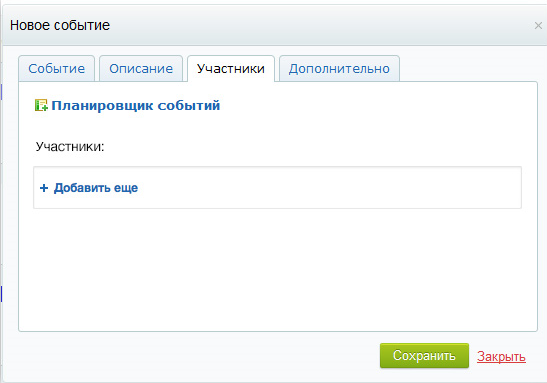 Новое событие
Событие Описание Участники Дополнительно
Планировщик событий
Участники:
+ Добавить еще
Сохранить Закрыть